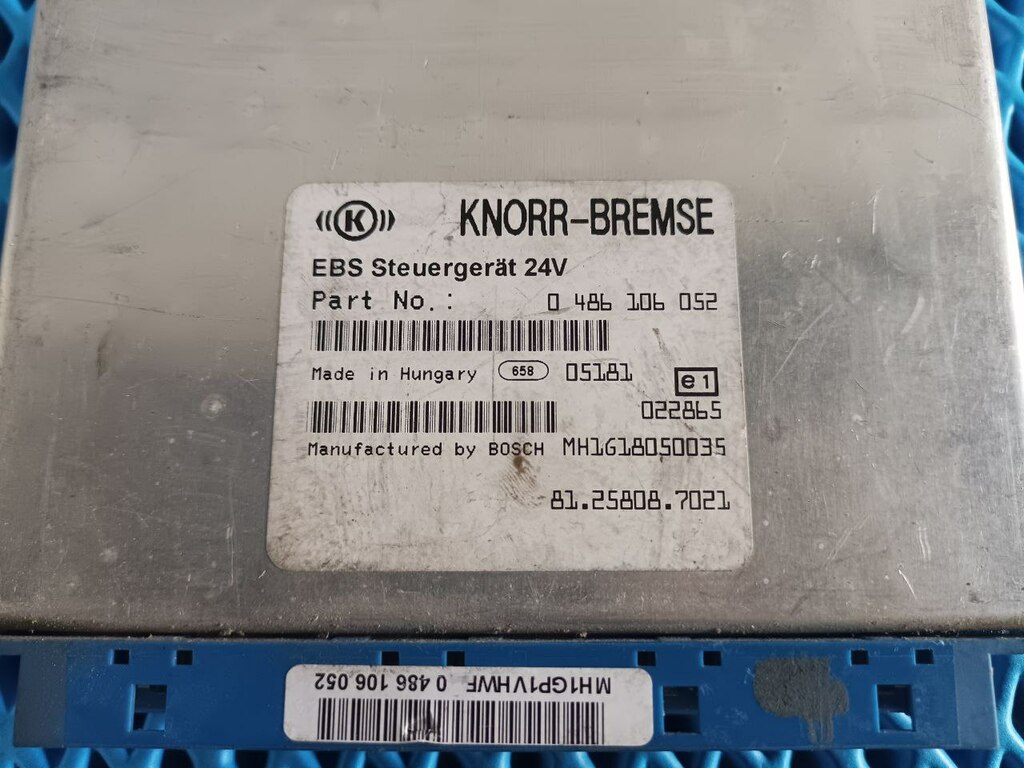 K KNORR-BREMSE
EBS Steuergerät 24V
Part No.: 0 486 106 052
Made in Hungary 658 05181 e1
022865
Manufactured by BOSCH MH1G18050035
81.25808.7021
MH1GP1VHWF 0 486 106 052